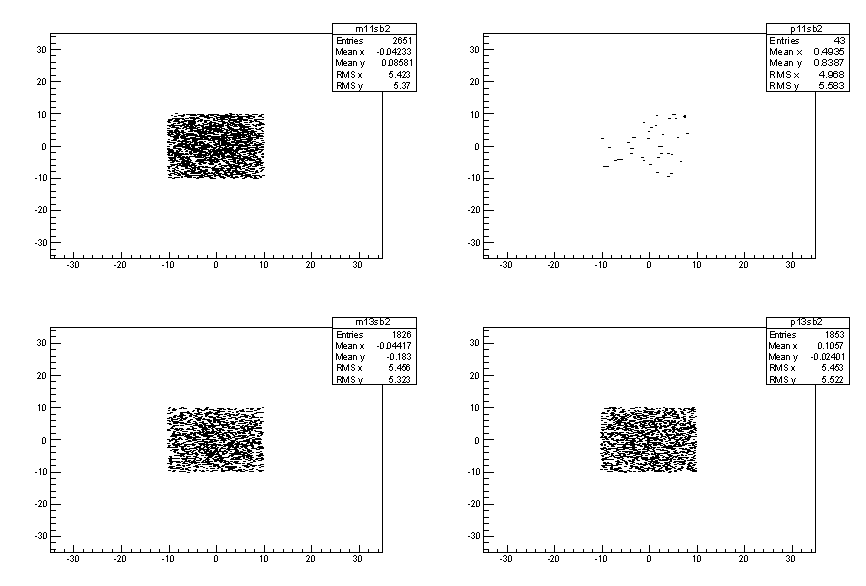 m11sb2
Entries 2651
Mean x -0.04233
Mean y 0.08581
RMS x 5.423
RMS y 5.37
30
20
10
0
-10
-20
-30
-30 -20 -10 0 10 20 30
p11sb2
Entries 43
Mean x 0.4935
Mean y 0.8387
RMS x 4.968
RMS y 5.583
30
20
10
0
-10
-20
-30
-30 -20 -10 0 10 20 30
m13sb2
Entries 1826
Mean x -0.04417
Mean y -0.183
RMS x 5.456
RMS y 5.323
30
20
10
0
-10
-20
-30
-30 -20 -10 0 10 20 30
p13sb2
Entries 1853
Mean x 0.1057
Mean y -0.02401
RMS x 5.453
RMS y 5.522
30
20
10
0
-10
-20
-30
-30 -20 -10 0 10 20 30